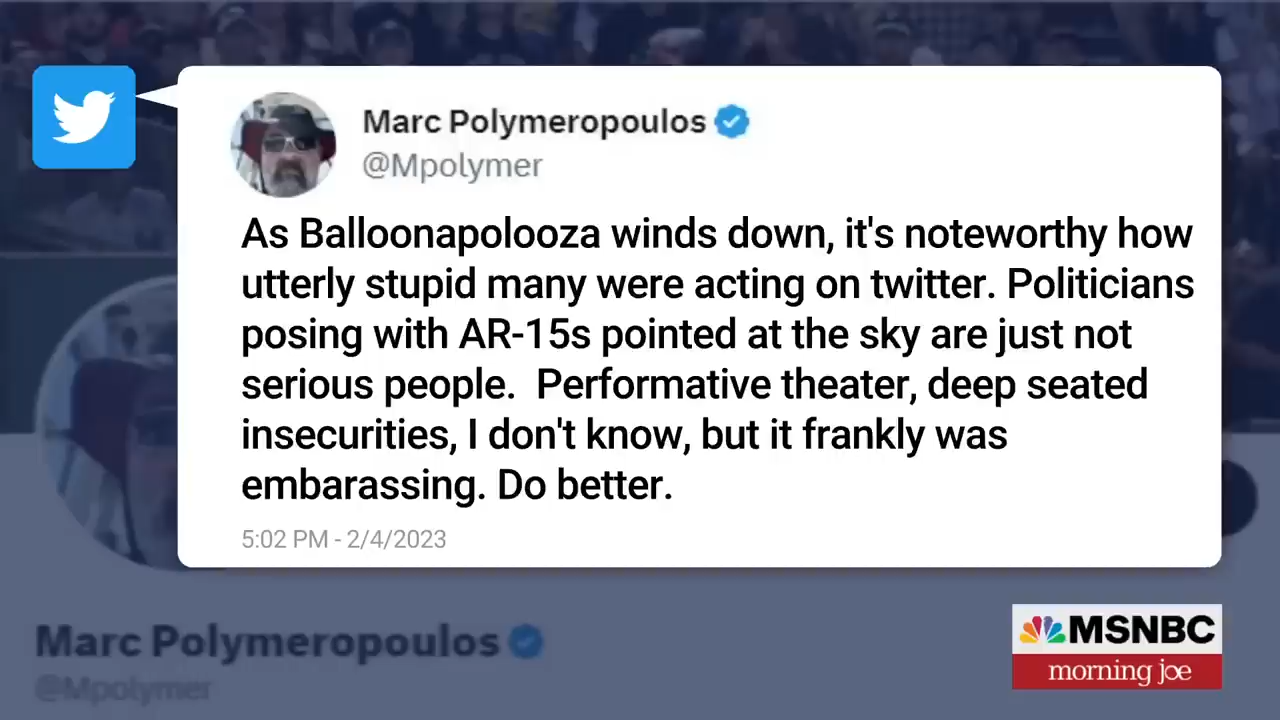 Marc Polymeropoulos
@Mpolymer
As Balloonapolooza winds down, it's noteworthy how
utterly stupid many were acting on twitter. Politicians
posing with AR-15s pointed at the sky are just not
serious people.  Performative theater, deep seated
insecurities, I don't know, but it frankly was
embarassing. Do better.
5:02 PM - 2/4/2023
Marc Polymeropoulos
@Mpolymer
MSNBC
morning joe